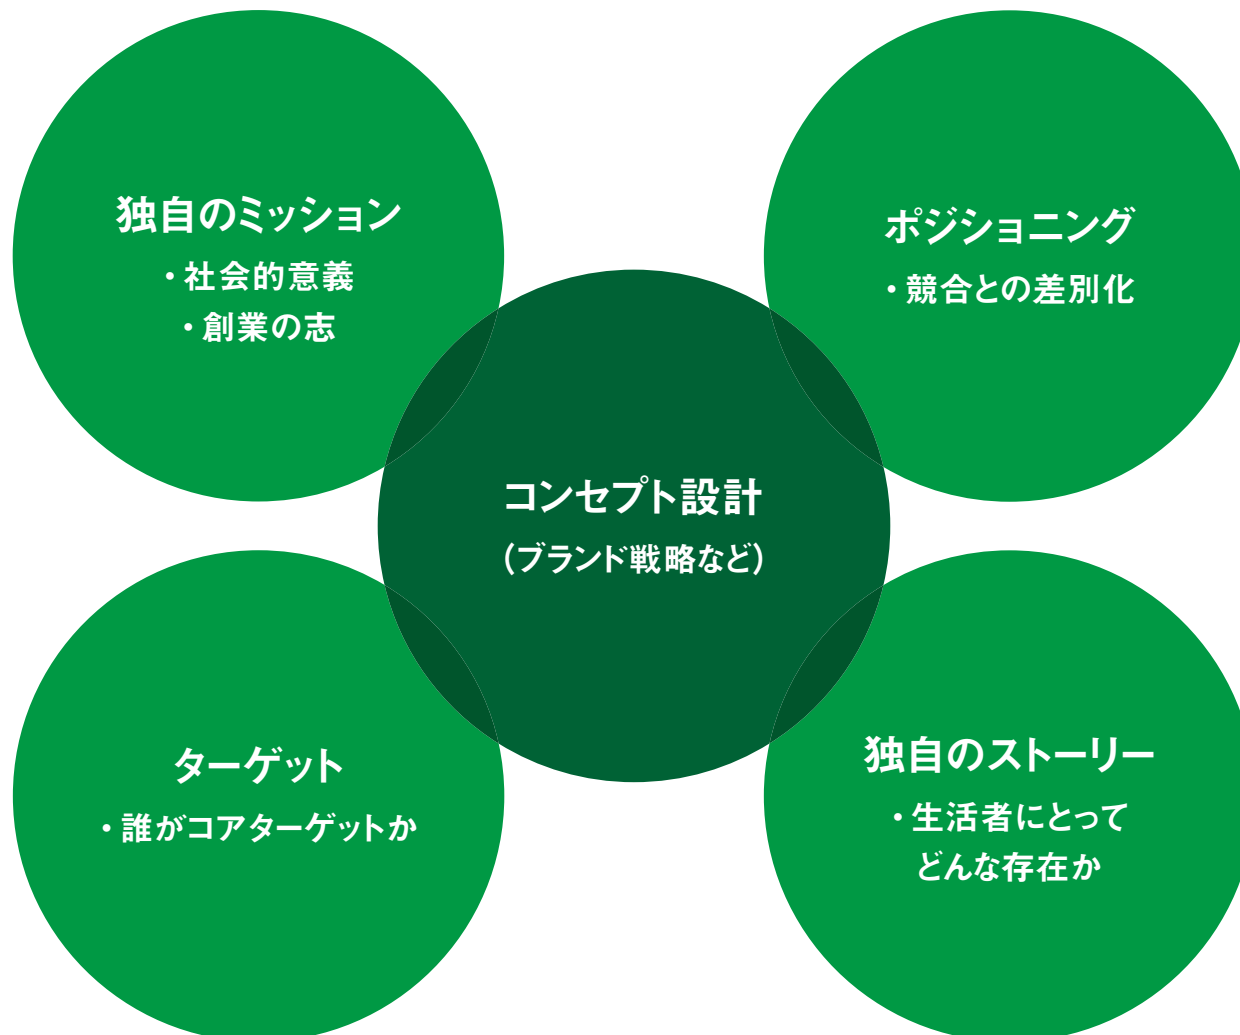 独自のミッション
・社会的意義
・創業の志
ポジショニング
・競合との差別化
コンセプト設計
(ブランド戦略など)
ターゲット
・誰がコアターゲットか
独自のストーリー
・生活者にとって
どんな存在か